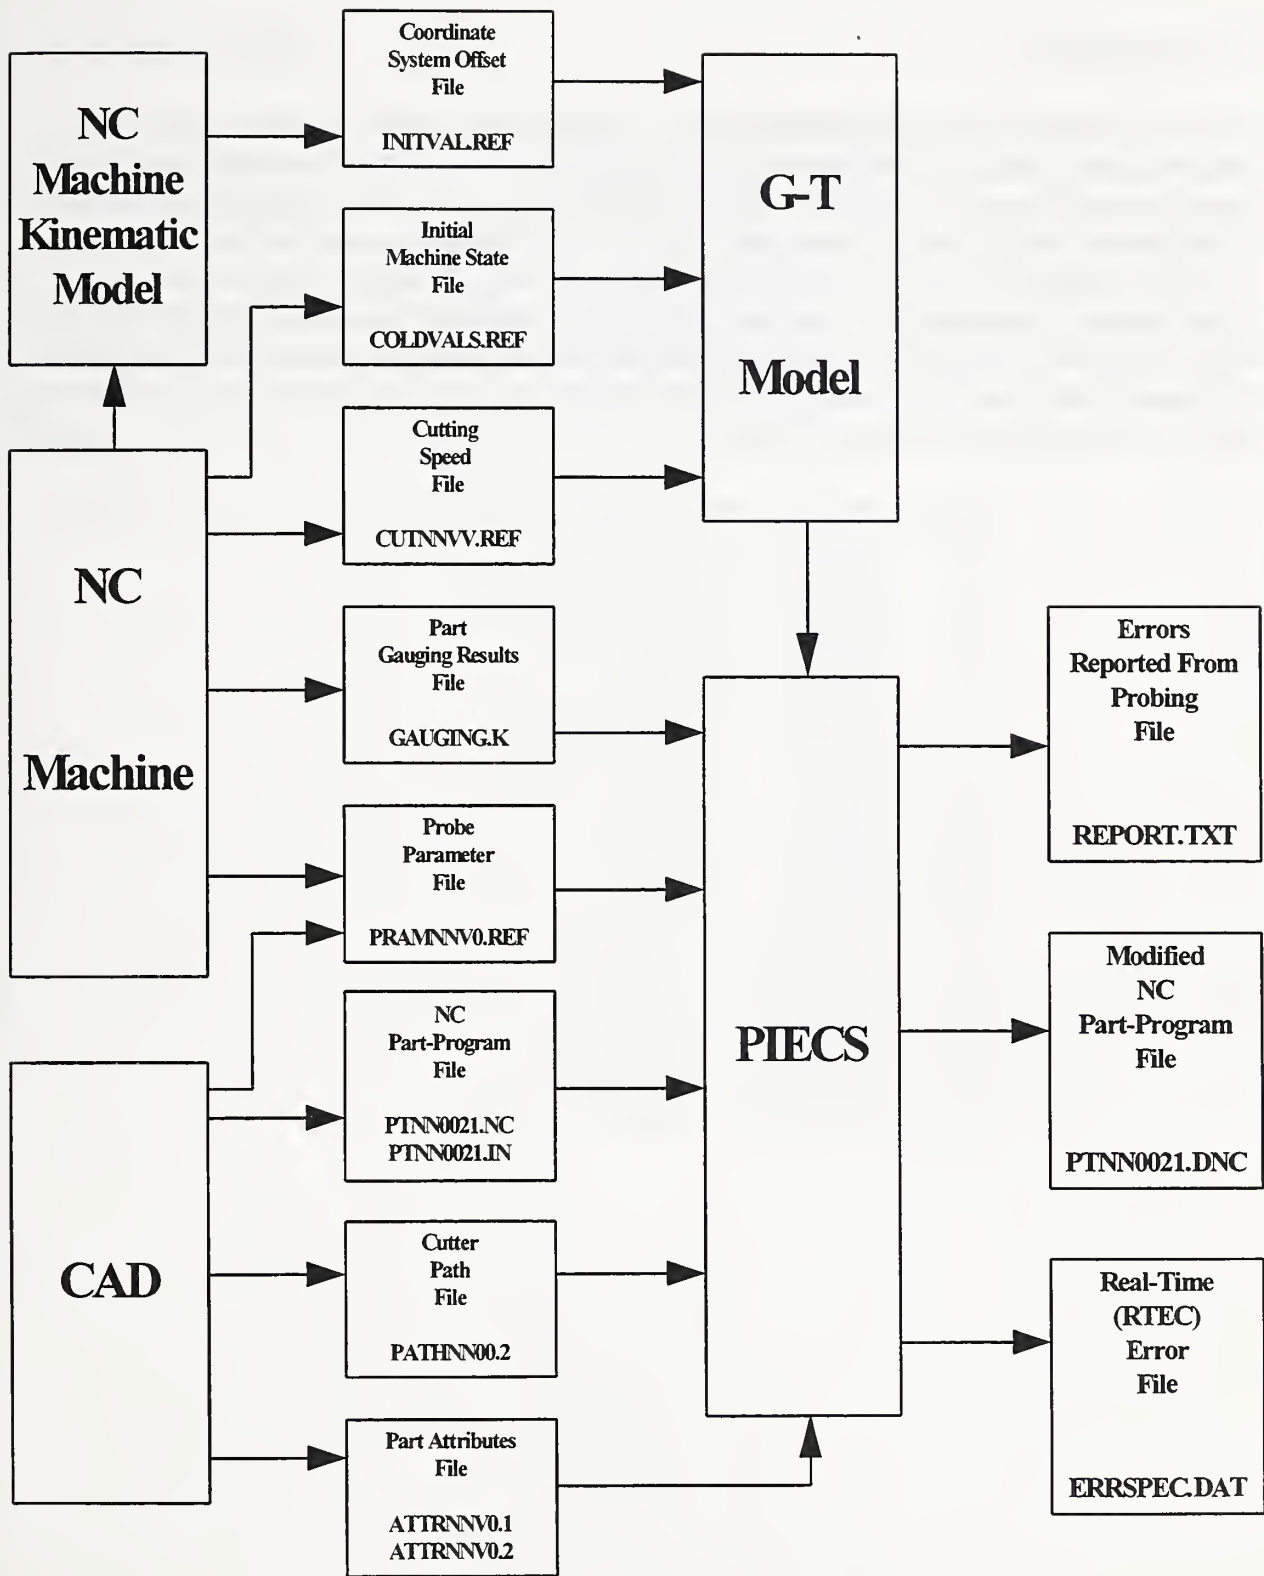 NC
Machine
Kinematic
Model
NC
Machine
CAD
Coordinate
System Offset
File
INITVAL.REF
Initial
Machine State
File
COLDVALS.REF
Cutting
Speed
File
CUTNNVV.REF
Part
Gauging Results
File
GAUGING.K
Probe
Parameter
File
PRAMNNV0.REF
NC
Part-Program
File
PTNN0021.NC
PTNN0021.IN
Cutter
Path
File
PATHNN00.2
Part Attributes
File
ATTRNNV0.1
ATTRNNV0.2
G-T
Model
PIECS
Errors
Reported From
Probing
File
REPORT.TXT
Modified
NC
Part-Program
File
PTNN0021.DNC
Real-Time
(RTEC)
Error
File
ERRSPEC.DAT